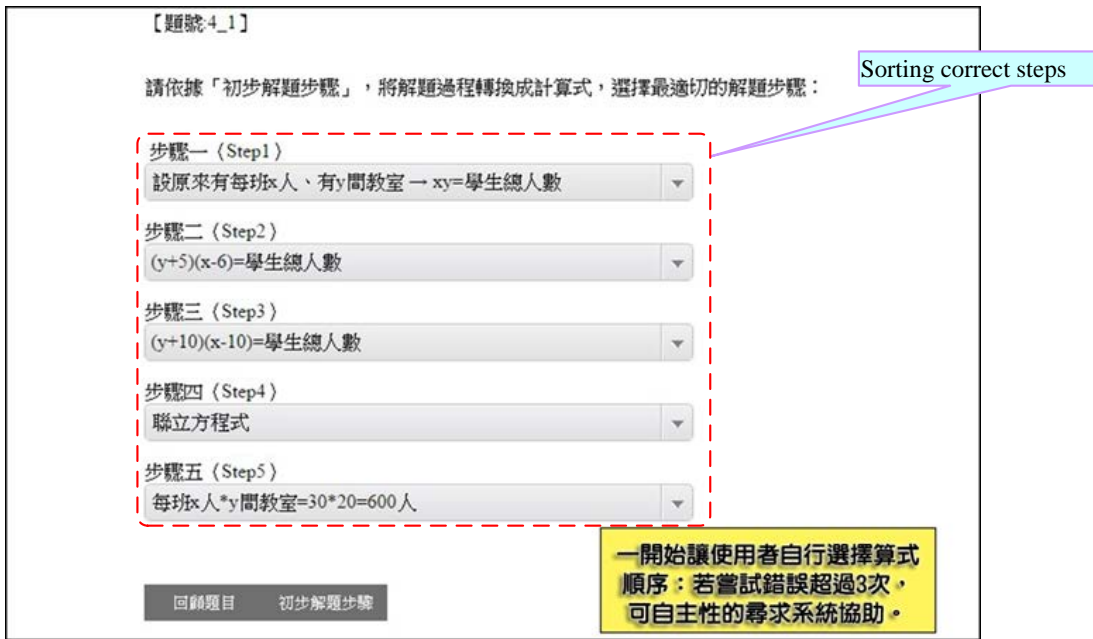 【題號:4_1】
Sorting correct steps
請依據「初步解題步驟」，將解題過程轉換成計算式，選擇最適切的解題步驟：
步驟一〈Step1〉
設原來有每班x人、有y間教室→xy=學生總人數
步驟二〈Step2〉
(y+5)(x-6)=學生總人數
步驟三〈Step3〉
(y+10)(x-10)=學生總人數
步驟四〈Step4〉
聯立方程式
步驟五〈Step5〉
每班x人*y間教室=30*20=600人
一開始讓使用者自行選擇算式
順序：若嘗試錯誤超過3次，
可自主性的尋求系統協助。
回顧題目 初步解題步驟